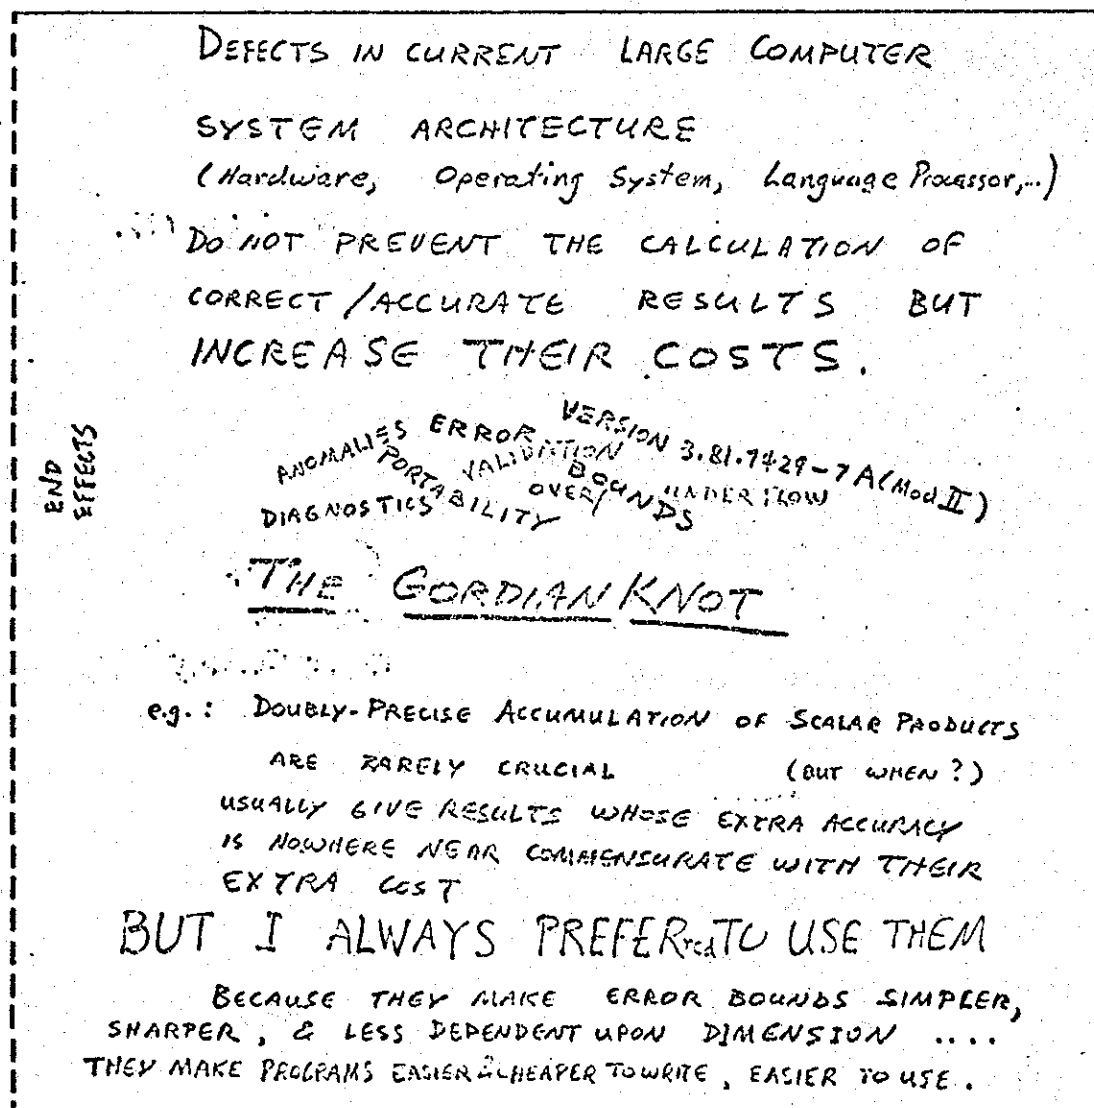 DEFECTS IN CURRENT LARGE COMPUTER
SYSTEM ARCHITECTURE
(Hardware, Operating System, Language Processor,...)
DO NOT PREVENT THE CALCULATION OF
CORRECT/ACCURATE RESULTS BUT
INCREASE THEIR COSTS.
END
EFFECTS
ANOMALIES
ERROR
VERSION 3.81.7429-7A(Mod II)
PORTABILITY
VALIDATION
BOUNDS
OVER/UNDERFLOW
DIAGNOSTICS
THE GORDIAN KNOT
e.g.: DOUBLY-PRECISE ACCUMULATION OF SCALAR PRODUCTS
ARE RARELY CRUCIAL (BUT WHEN?)
USUALLY GIVE RESULTS WHOSE EXTRA ACCURACY
IS NOWHERE NEAR COMMENSURATE WITH THEIR
EXTRA COST
BUT I ALWAYS PREFERred TO USE THEM
BECAUSE THEY MAKE ERROR BOUNDS SIMPLER,
SHARPER, & LESS DEPENDENT UPON DIMENSION ....
THEY MAKE PROGRAMS EASIER & CHEAPER TO WRITE, EASIER TO USE.